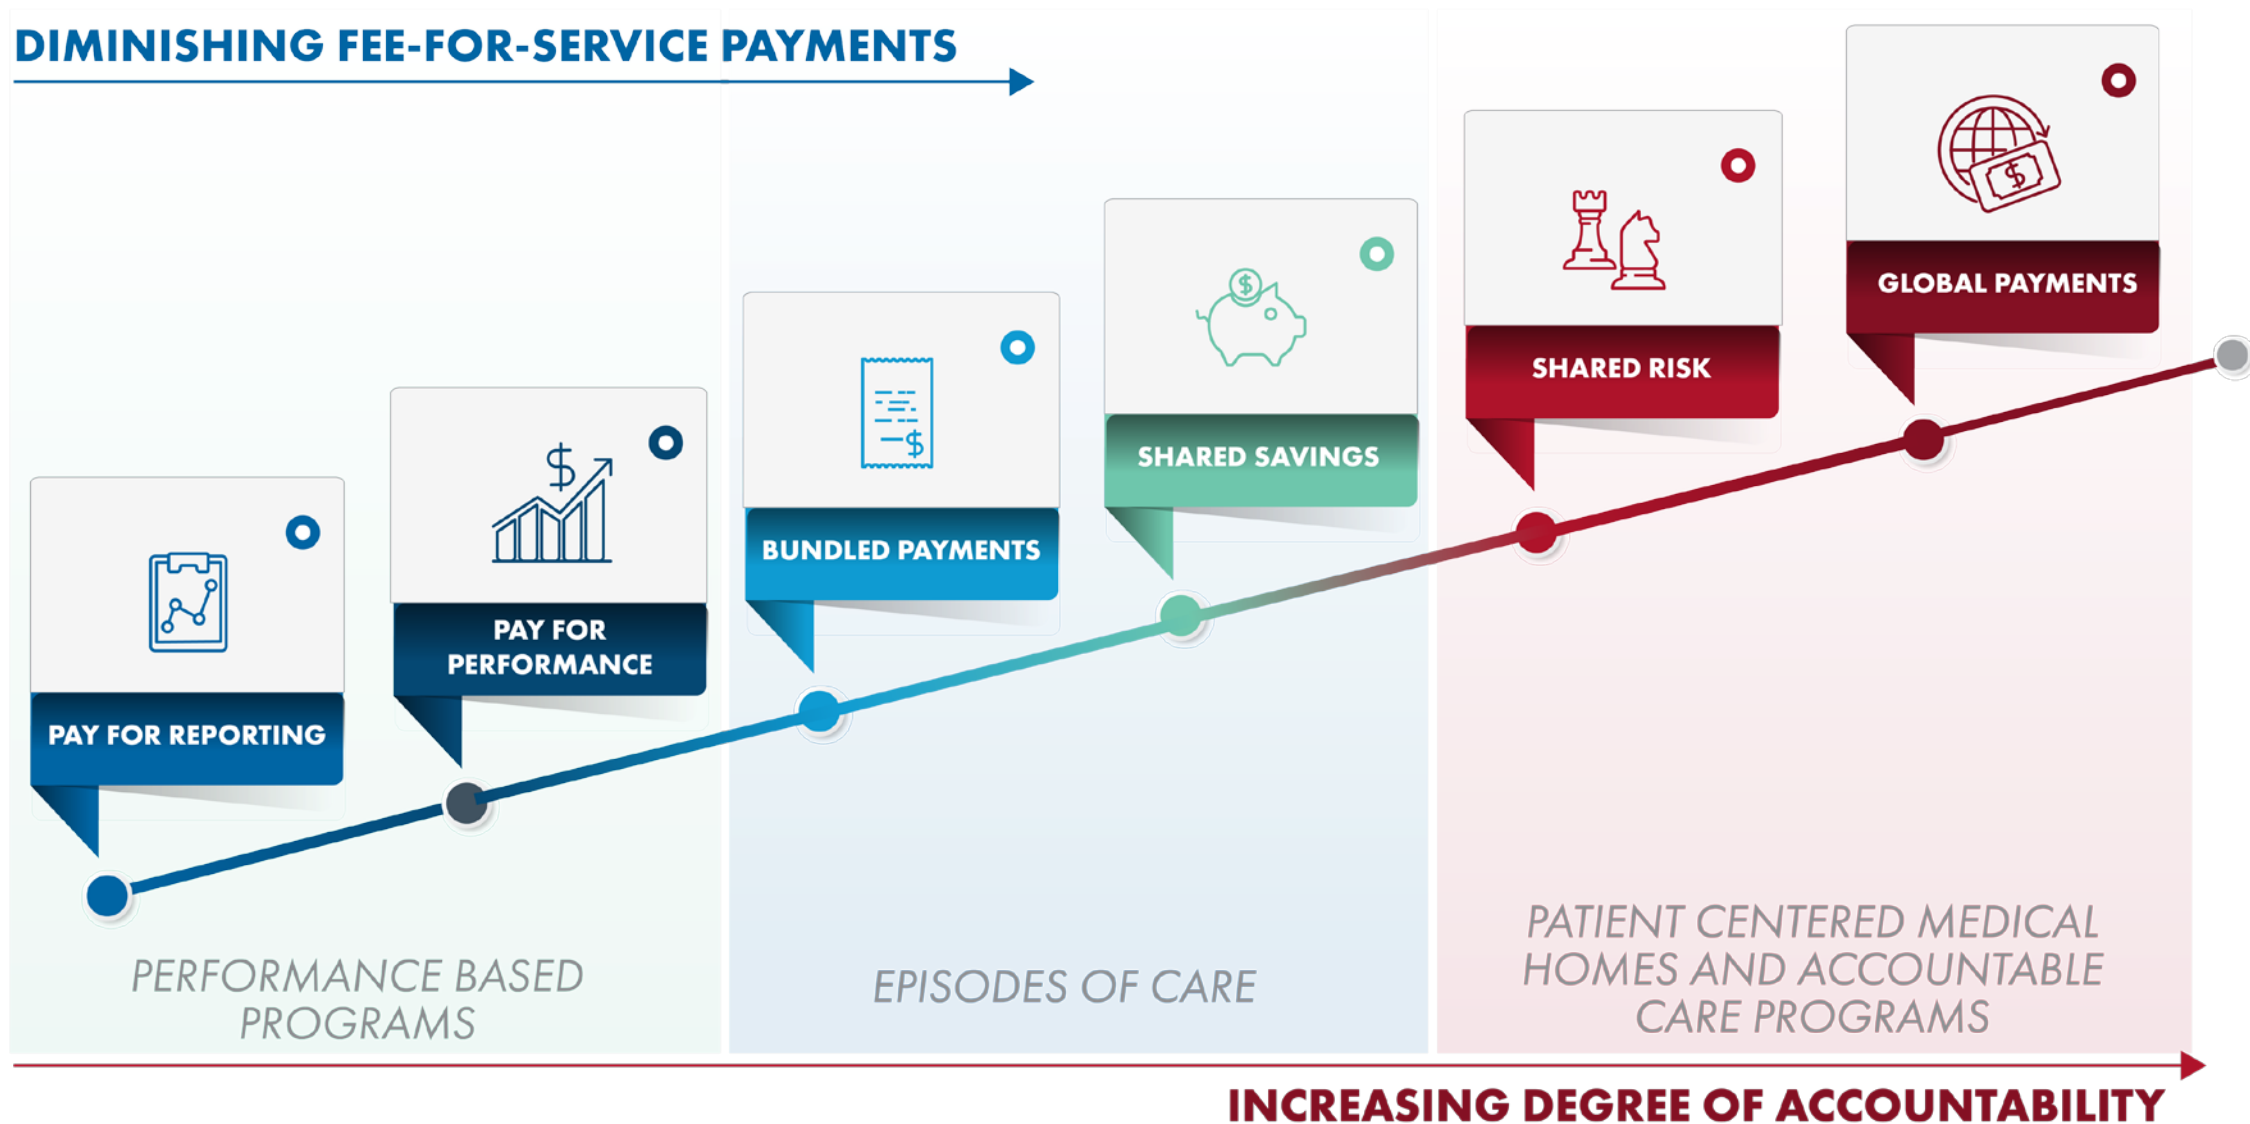 DIMINISHING FEE-FOR-SERVICE PAYMENTS
PAY FOR REPORTING
PAY FOR
PERFORMANCE
BUNDLED PAYMENTS
SHARED SAVINGS
SHARED RISK
GLOBAL PAYMENTS
PERFORMANCE BASED
PROGRAMS
EPISODES OF CARE
PATIENT CENTERED MEDICAL
HOMES AND ACCOUNTABLE
CARE PROGRAMS
INCREASING DEGREE OF ACCOUNTABILITY